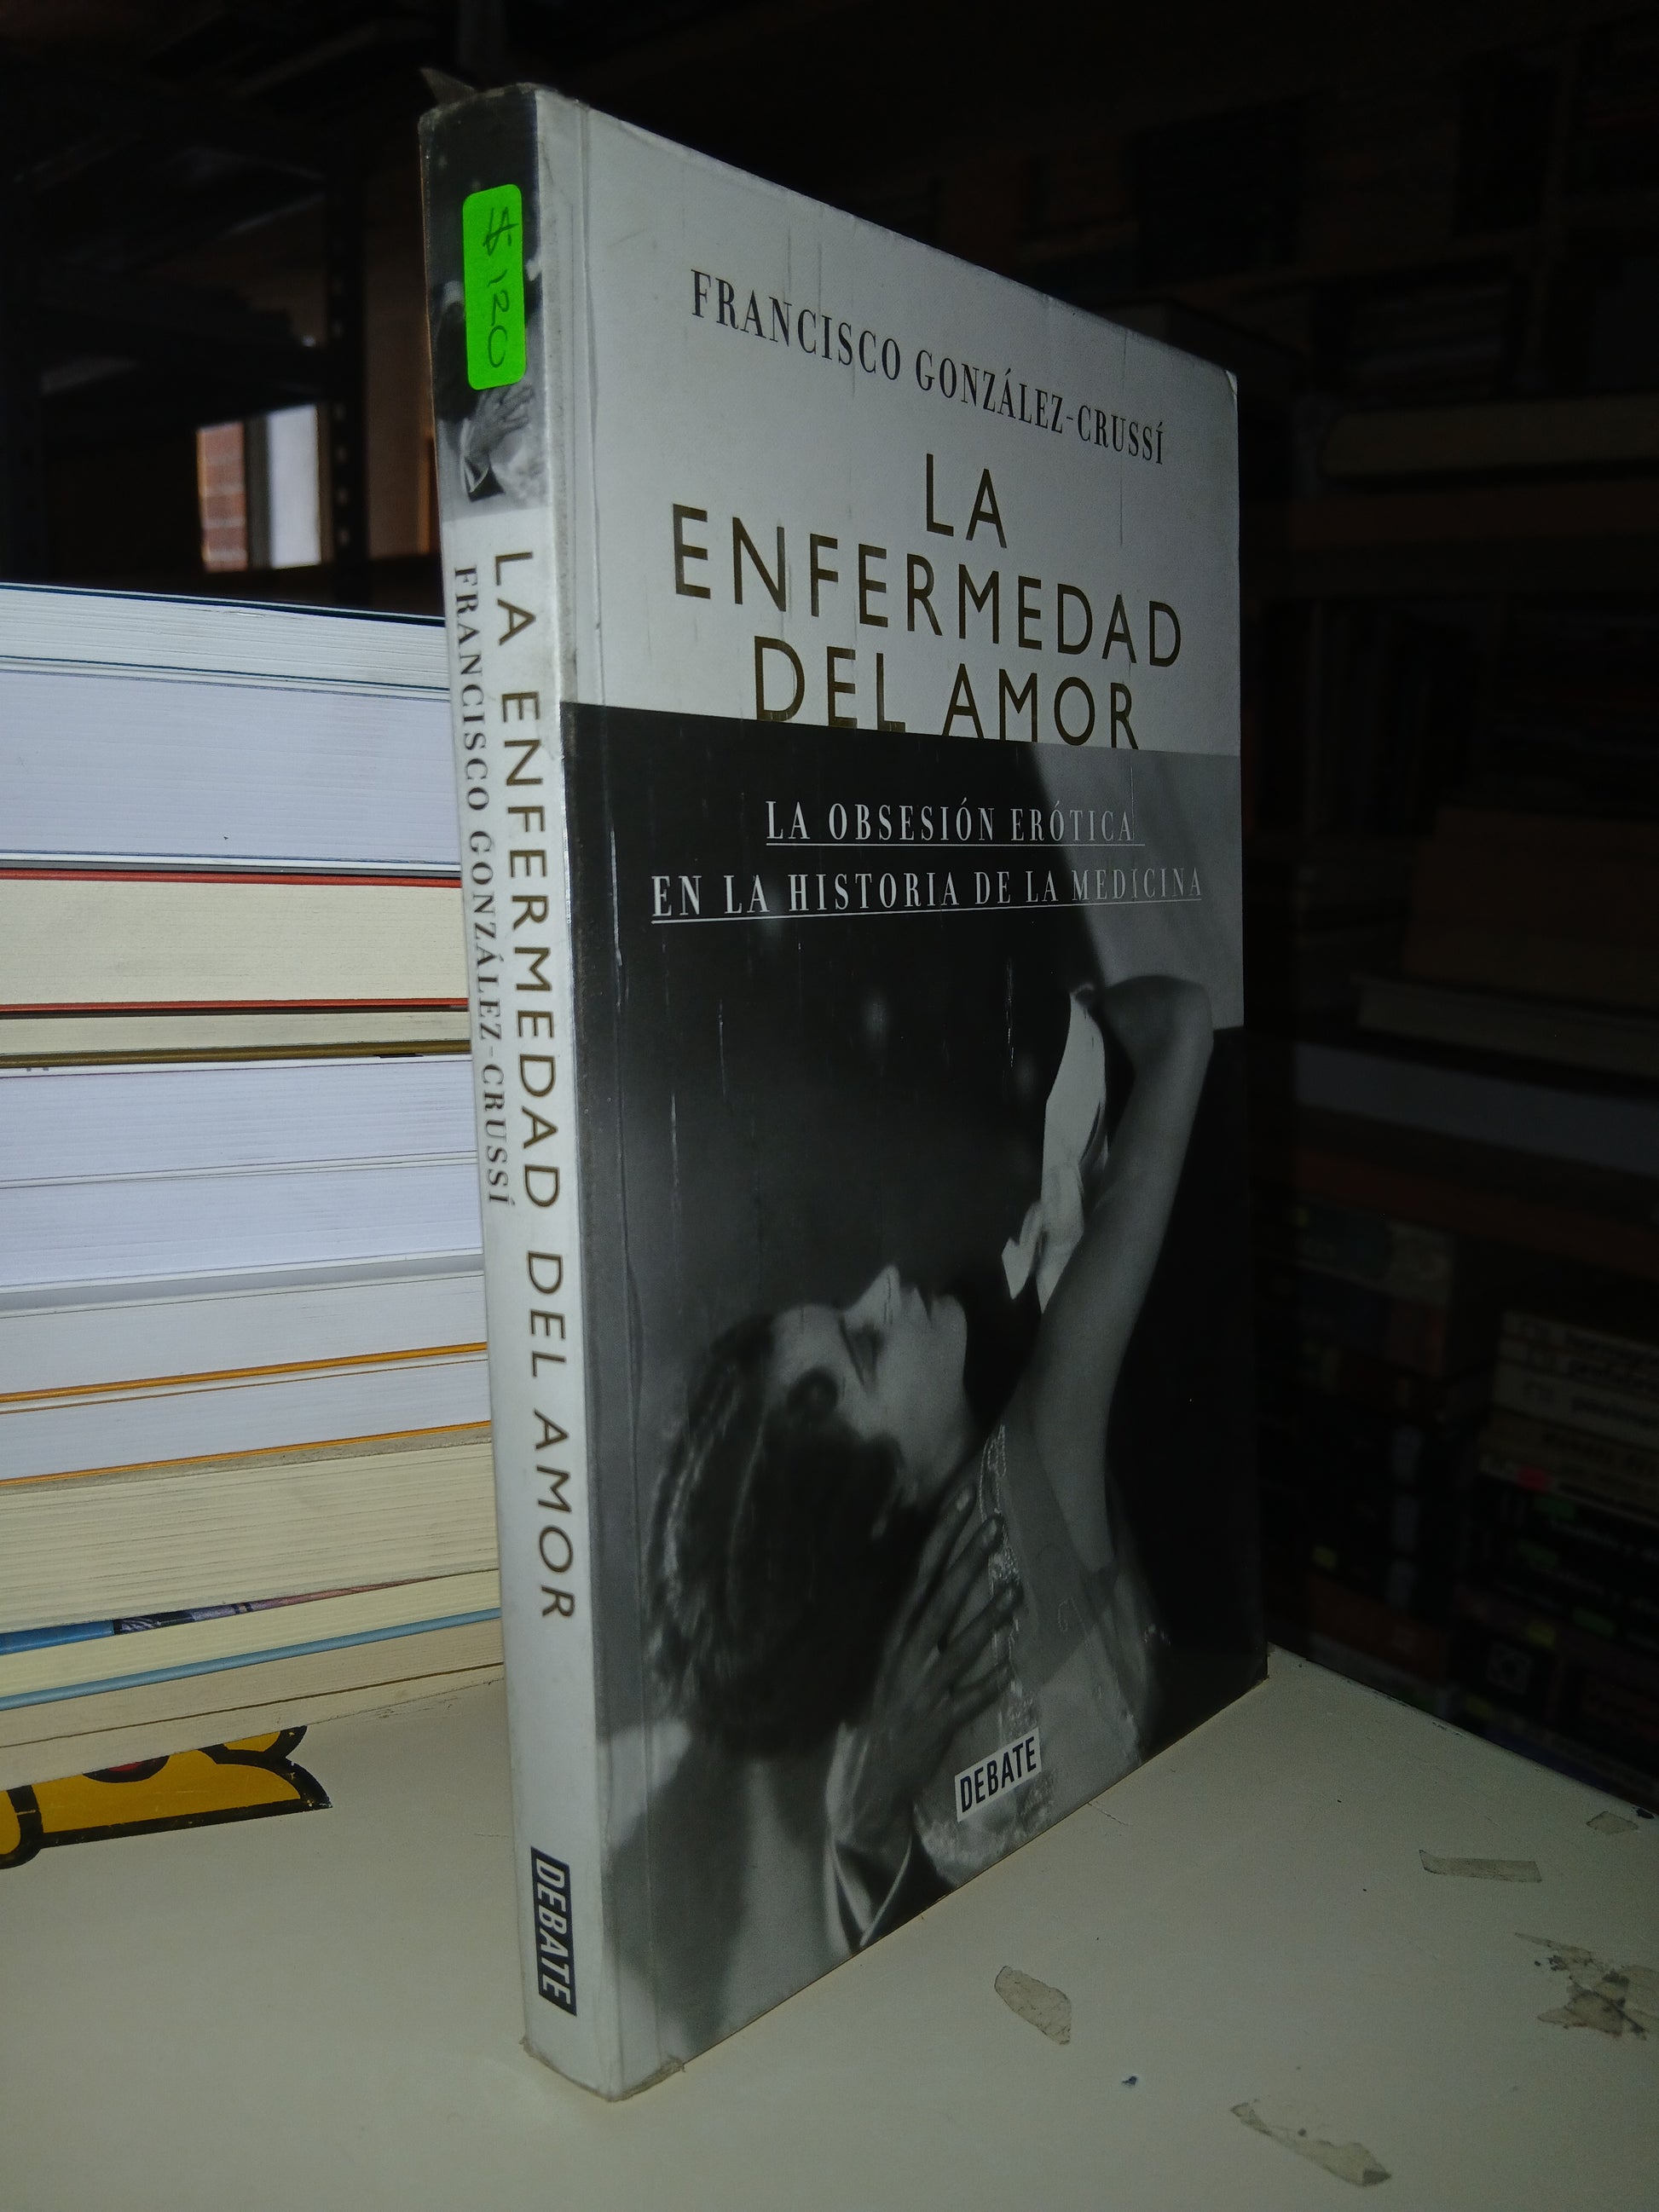 $120
LA ENFERMEDAD DEL AMOR
FRANCISCO GONZÁLEZ-CRUSSÍ
DEBATE
FRANCISCO GONZÁLEZ-CRUSSÍ
LA
ENFERMEDAD
DEL AMOR
LA OBSESIÓN ERÓTICA
EN LA HISTORIA DE LA MEDICINA
DEBATE